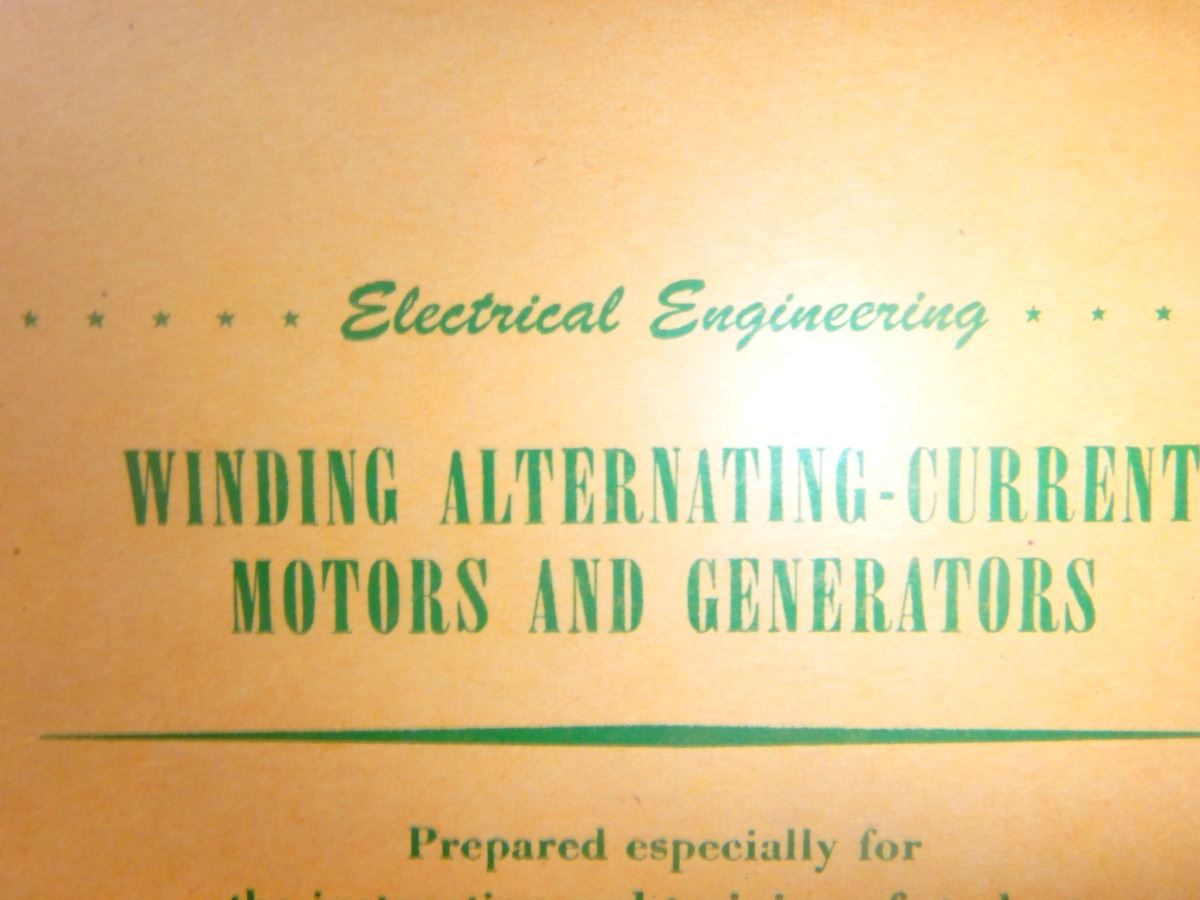 Electrical Engineering
WINDING ALTERNATING-CURRENT
MOTORS AND GENERATORS
Prepared especially for